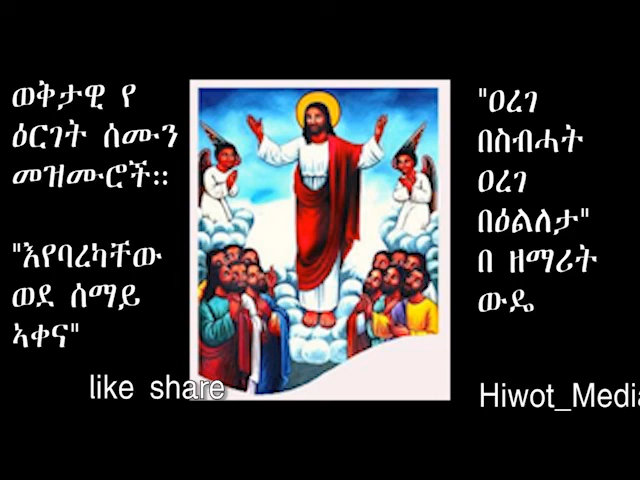 ወቅታዊ የ
ዕርገት ሰሙን
መዝሙሮች።
"እየባረካቸው
ወደ ሰማይ
ኣቀና"
"ዐረገ
በስብሓት
ዐረገ
በዕልለታ"
በ ዘማሪት
ውዴ
like share
Hiwot_Media